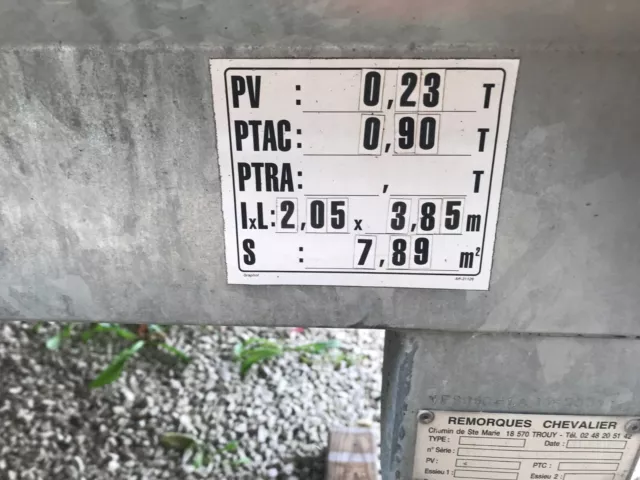 PV : 0,23 T
PTAC : 0,90 T
PTRA : , T
IxL: 2,05 x 3,85 m
S : 7,89 m²
REMORQUES CHEVALIER
Chemin de Ste Marie 18 570 TROUY - Tél. 02 48 20 51
TYPE : Date :
n° Série :
PV : PTC :
Essieu 1 Essieu 2